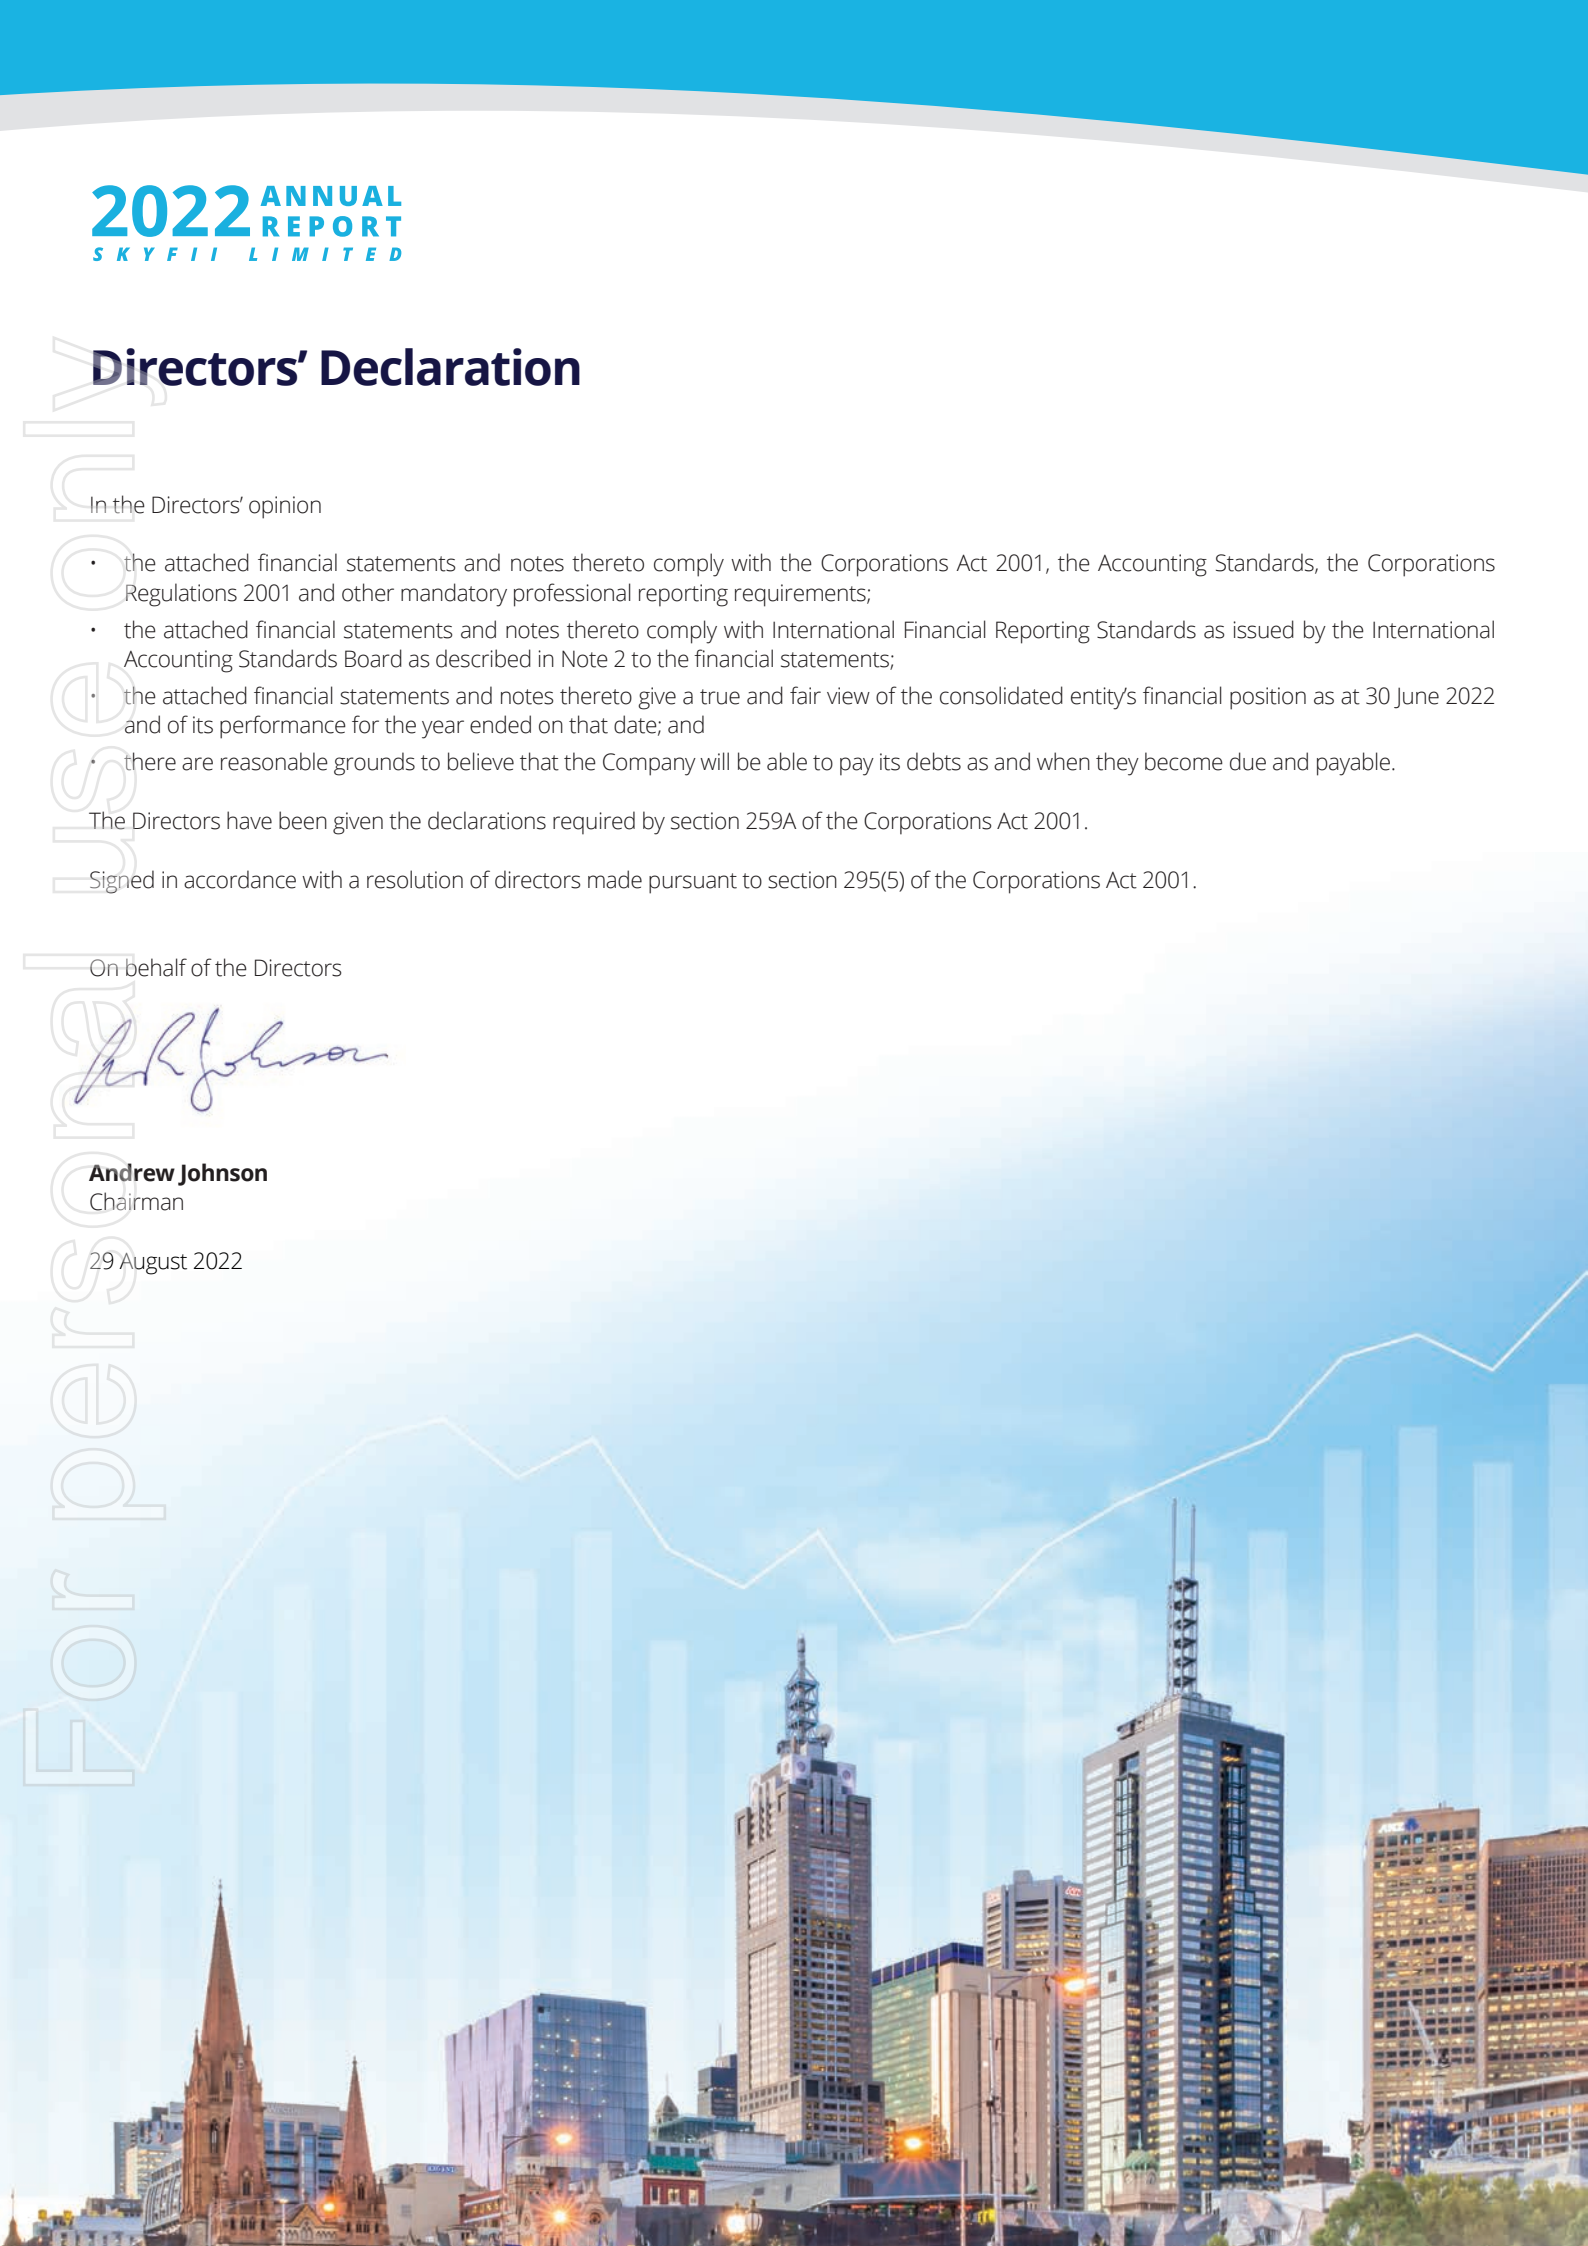 2022 ANNUAL
REPORT
SKYFII LIMITED
Directors’ Declaration
In the Directors’ opinion
• the attached financial statements and notes thereto comply with the Corporations Act 2001, the Accounting Standards, the Corporations
Regulations 2001 and other mandatory professional reporting requirements;
• the attached financial statements and notes thereto comply with International Financial Reporting Standards as issued by the International
Accounting Standards Board as described in Note 2 to the financial statements;
• the attached financial statements and notes thereto give a true and fair view of the consolidated entity’s financial position as at 30 June 2022
and of its performance for the year ended on that date; and
• there are reasonable grounds to believe that the Company will be able to pay its debts as and when they become due and payable.
The Directors have been given the declarations required by section 259A of the Corporations Act 2001.
Signed in accordance with a resolution of directors made pursuant to section 295(5) of the Corporations Act 2001.
On behalf of the Directors
Johnson
Andrew Johnson
Chairman
29 August 2022
For personal use only
ANZ